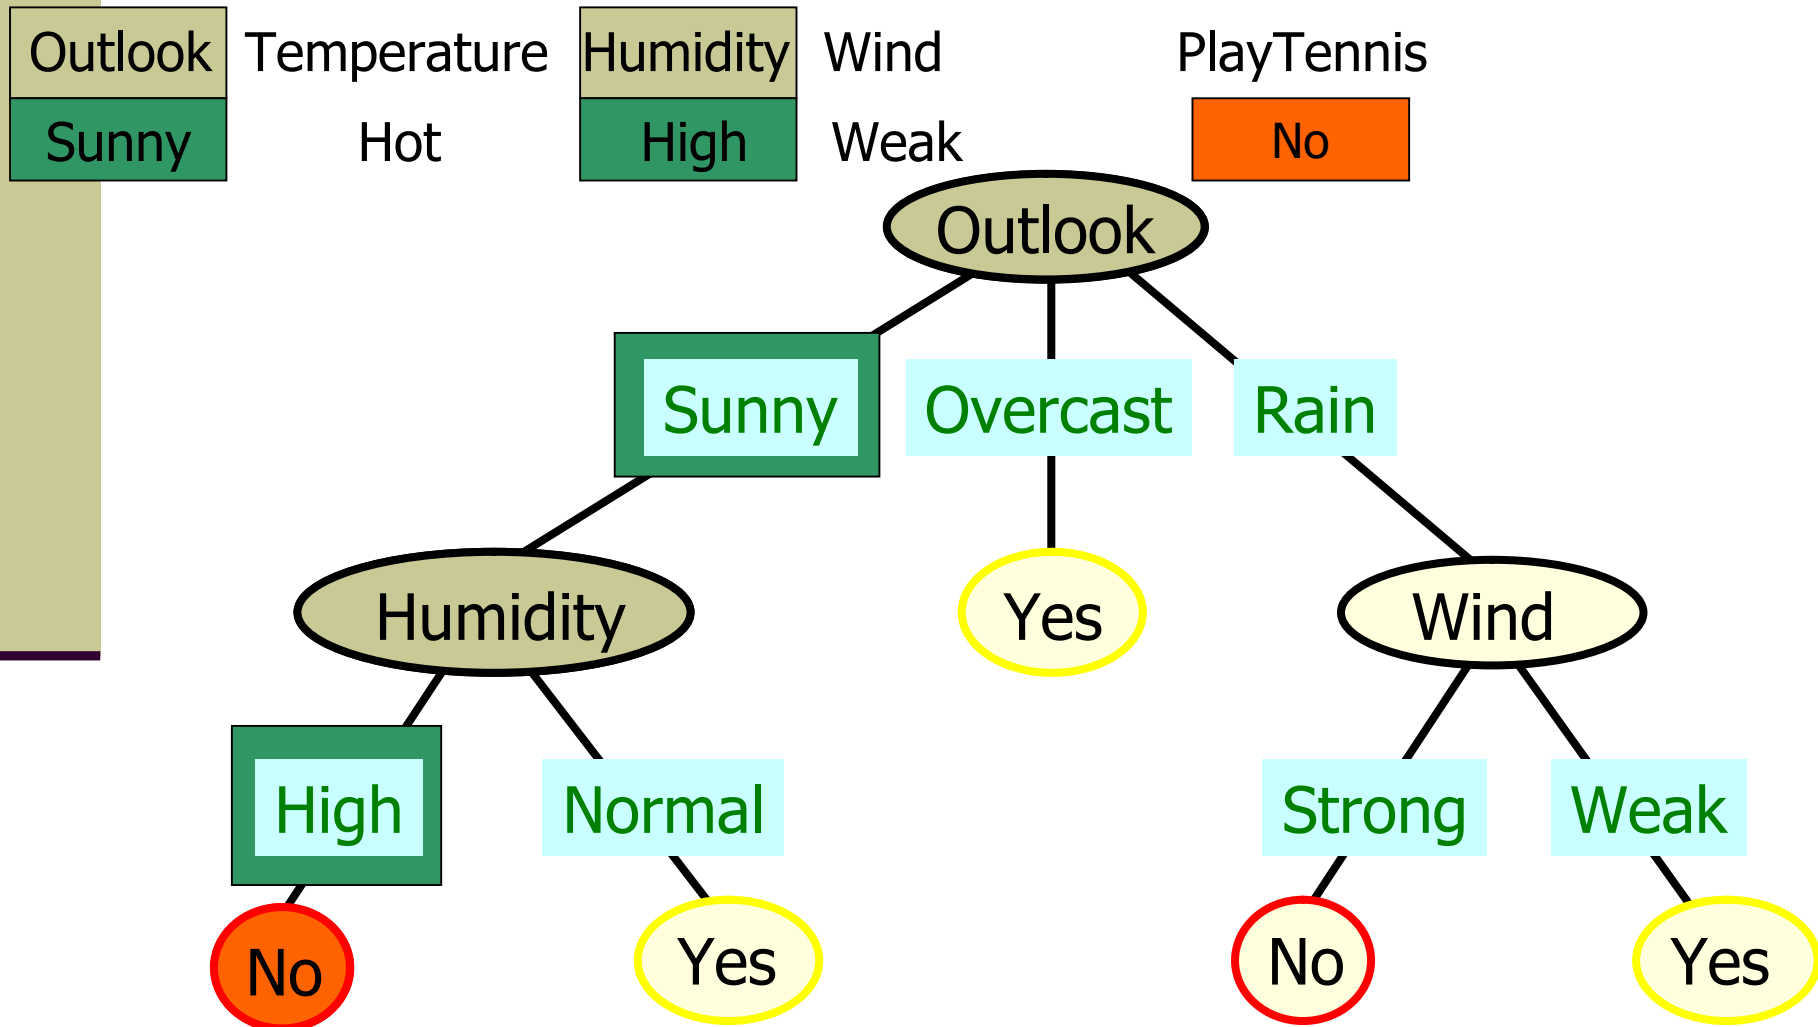 Outlook Temperature Humidity Wind PlayTennis
Sunny Hot High Weak No
Outlook
Sunny Overcast Rain
Humidity Yes Wind
High Normal Strong Weak
No Yes No Yes